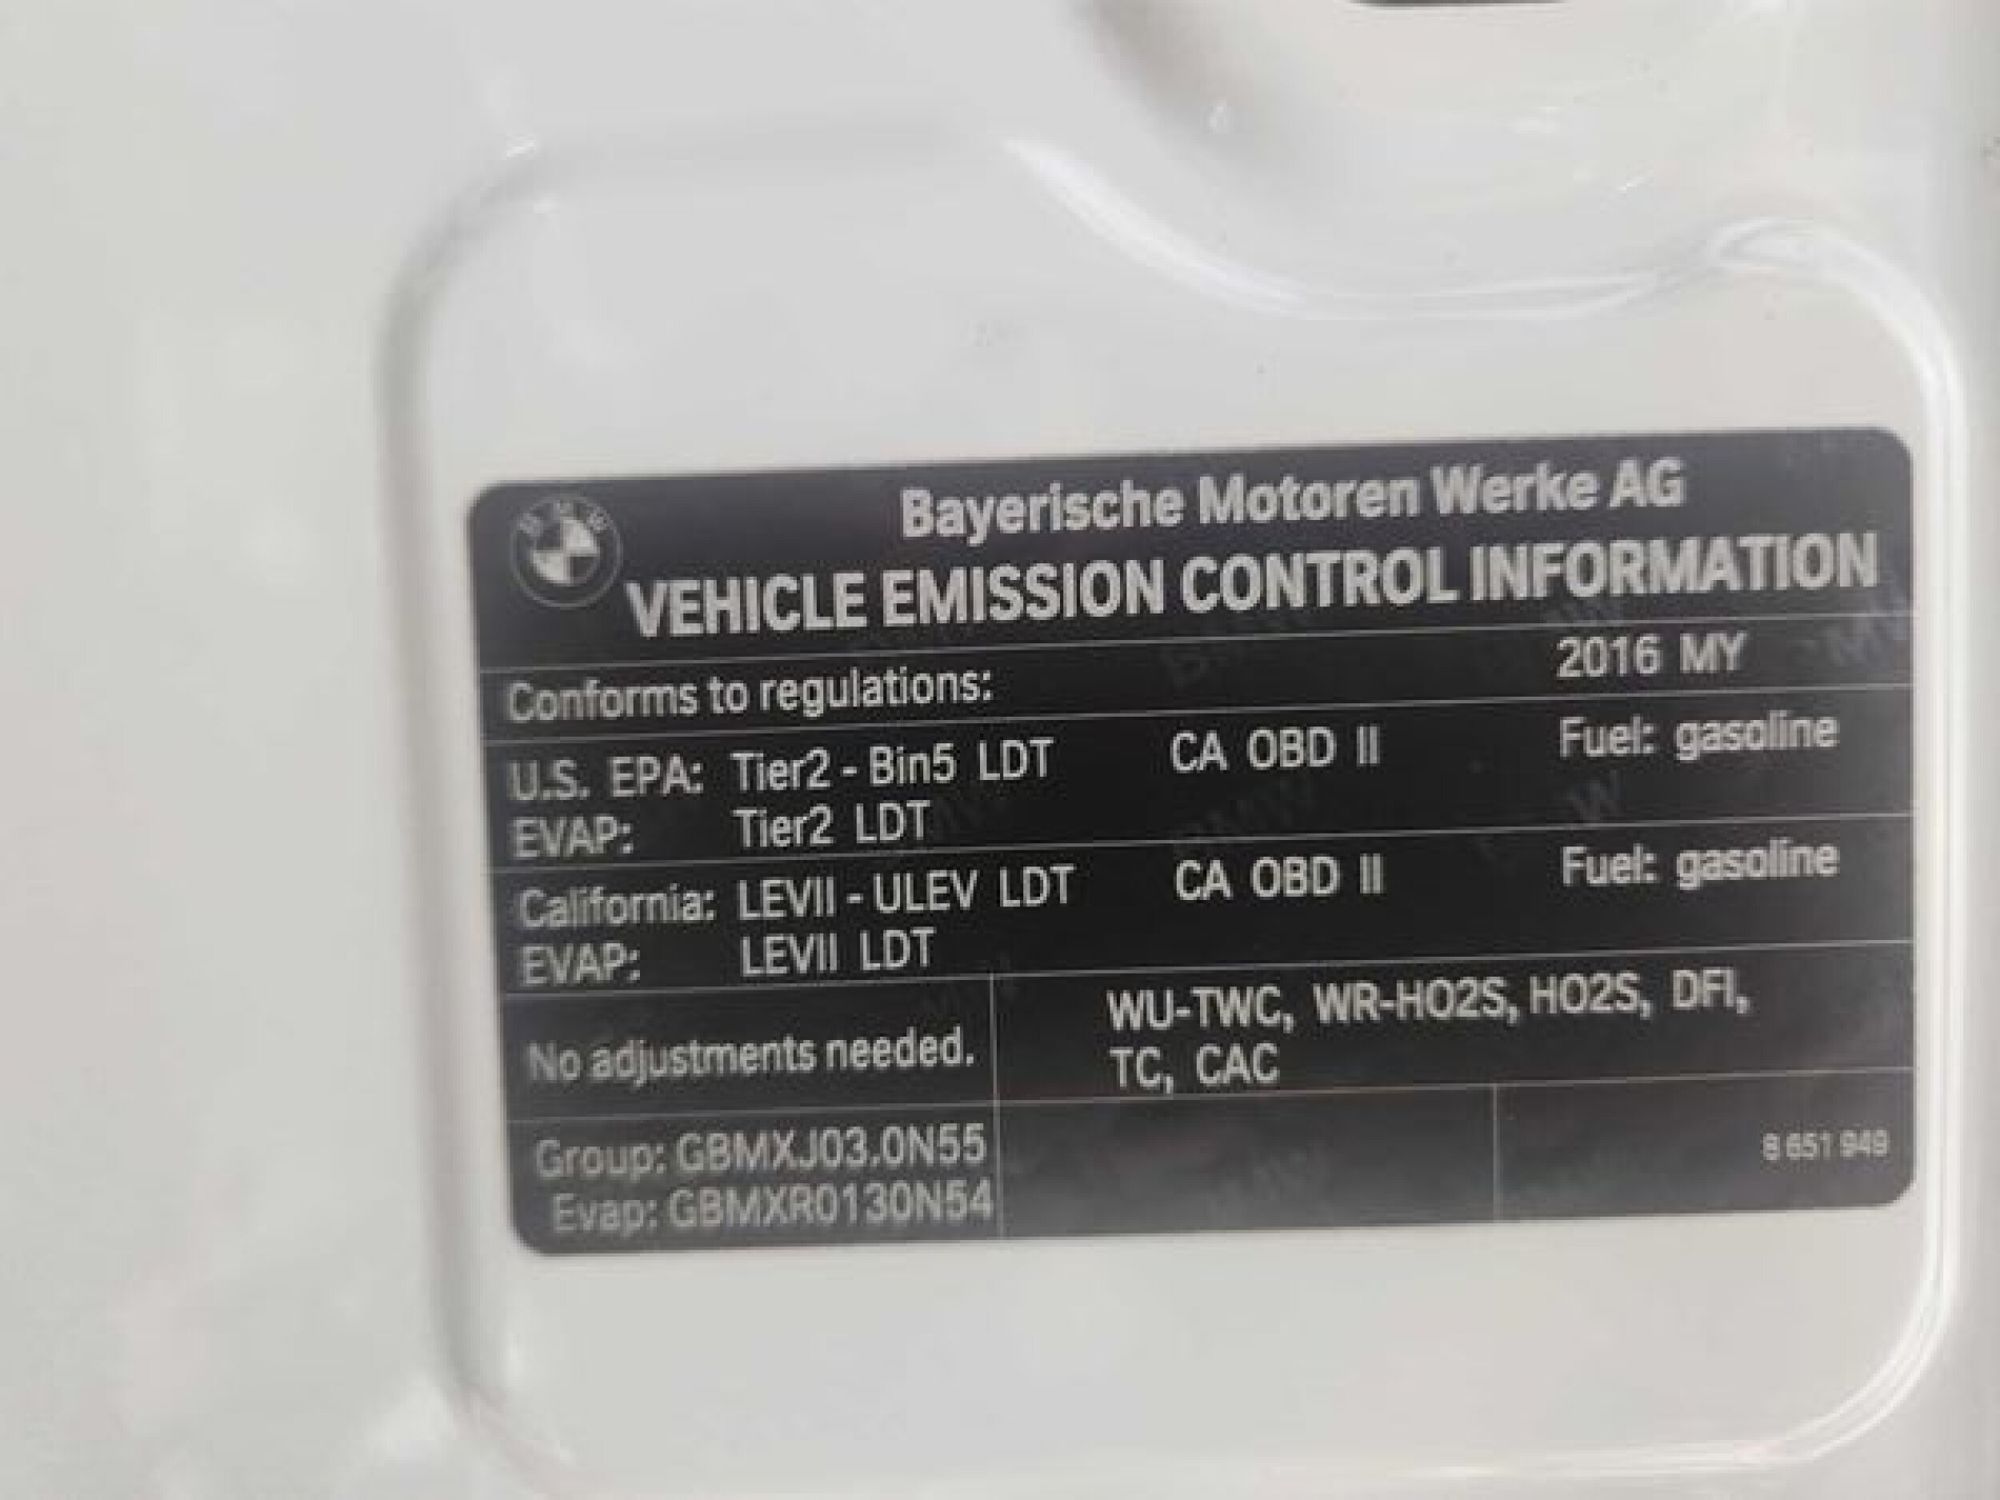 BMW
Bayerische Motoren Werke AG
VEHICLE EMISSION CONTROL INFORMATION
Conforms to regulations: 2016 MY
U.S. EPA: Tier2 - Bin5 LDT CA OBD II Fuel: gasoline
EVAP: Tier2 LDT
California: LEVII - ULEV LDT CA OBD II Fuel: gasoline
EVAP: LEVII LDT
No adjustments needed.
WU-TWC, WR-HO2S, HO2S, DFI,
TC, CAC
Group: GBMXJ03.0N55
Evap: GBMXR0130N54
8 651 949